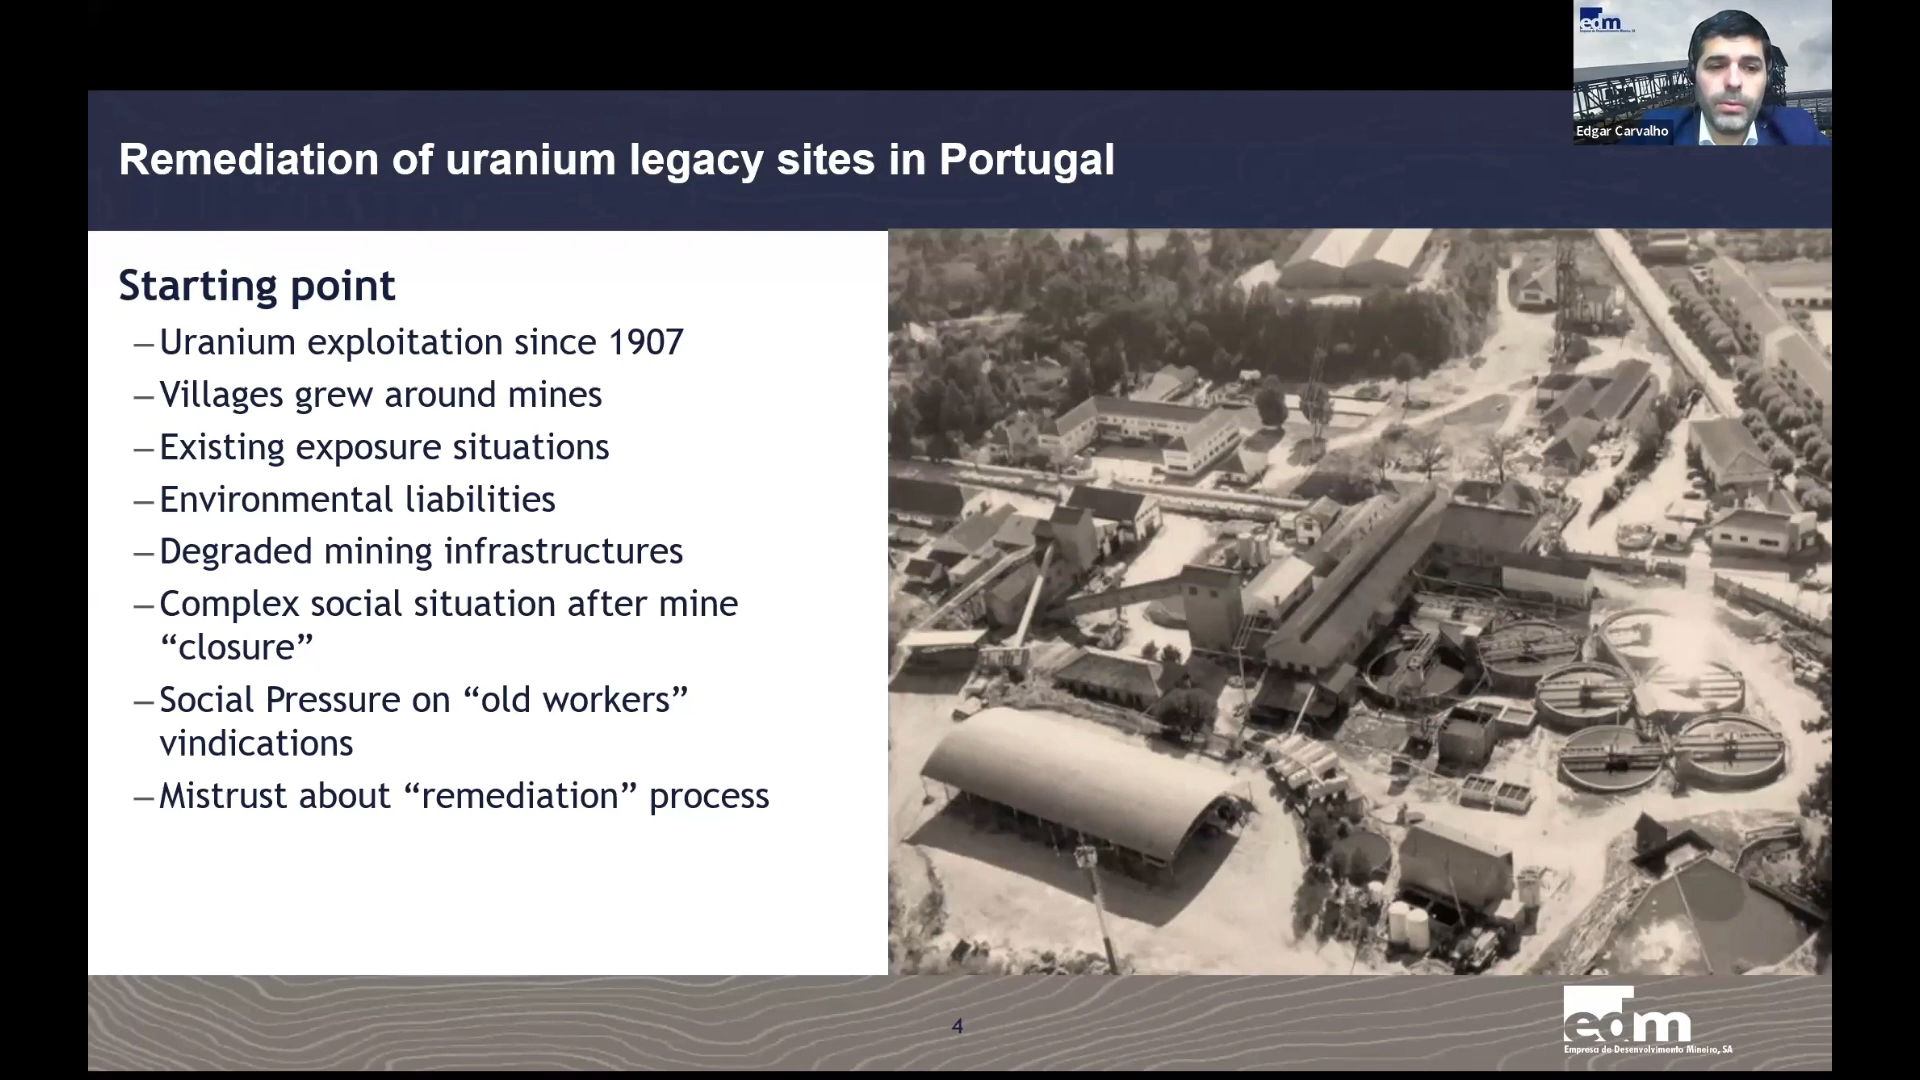 edm
Edgar Carvalho
Remediation of uranium legacy sites in Portugal
Starting point
–Uranium exploitation since 1907
–Villages grew around mines
–Existing exposure situations
–Environmental liabilities
–Degraded mining infrastructures
–Complex social situation after mine
“closure”
–Social Pressure on “old workers”
vindications
–Mistrust about “remediation” process
4
edm
Empresa de Desenvolvimento Mineiro, SA